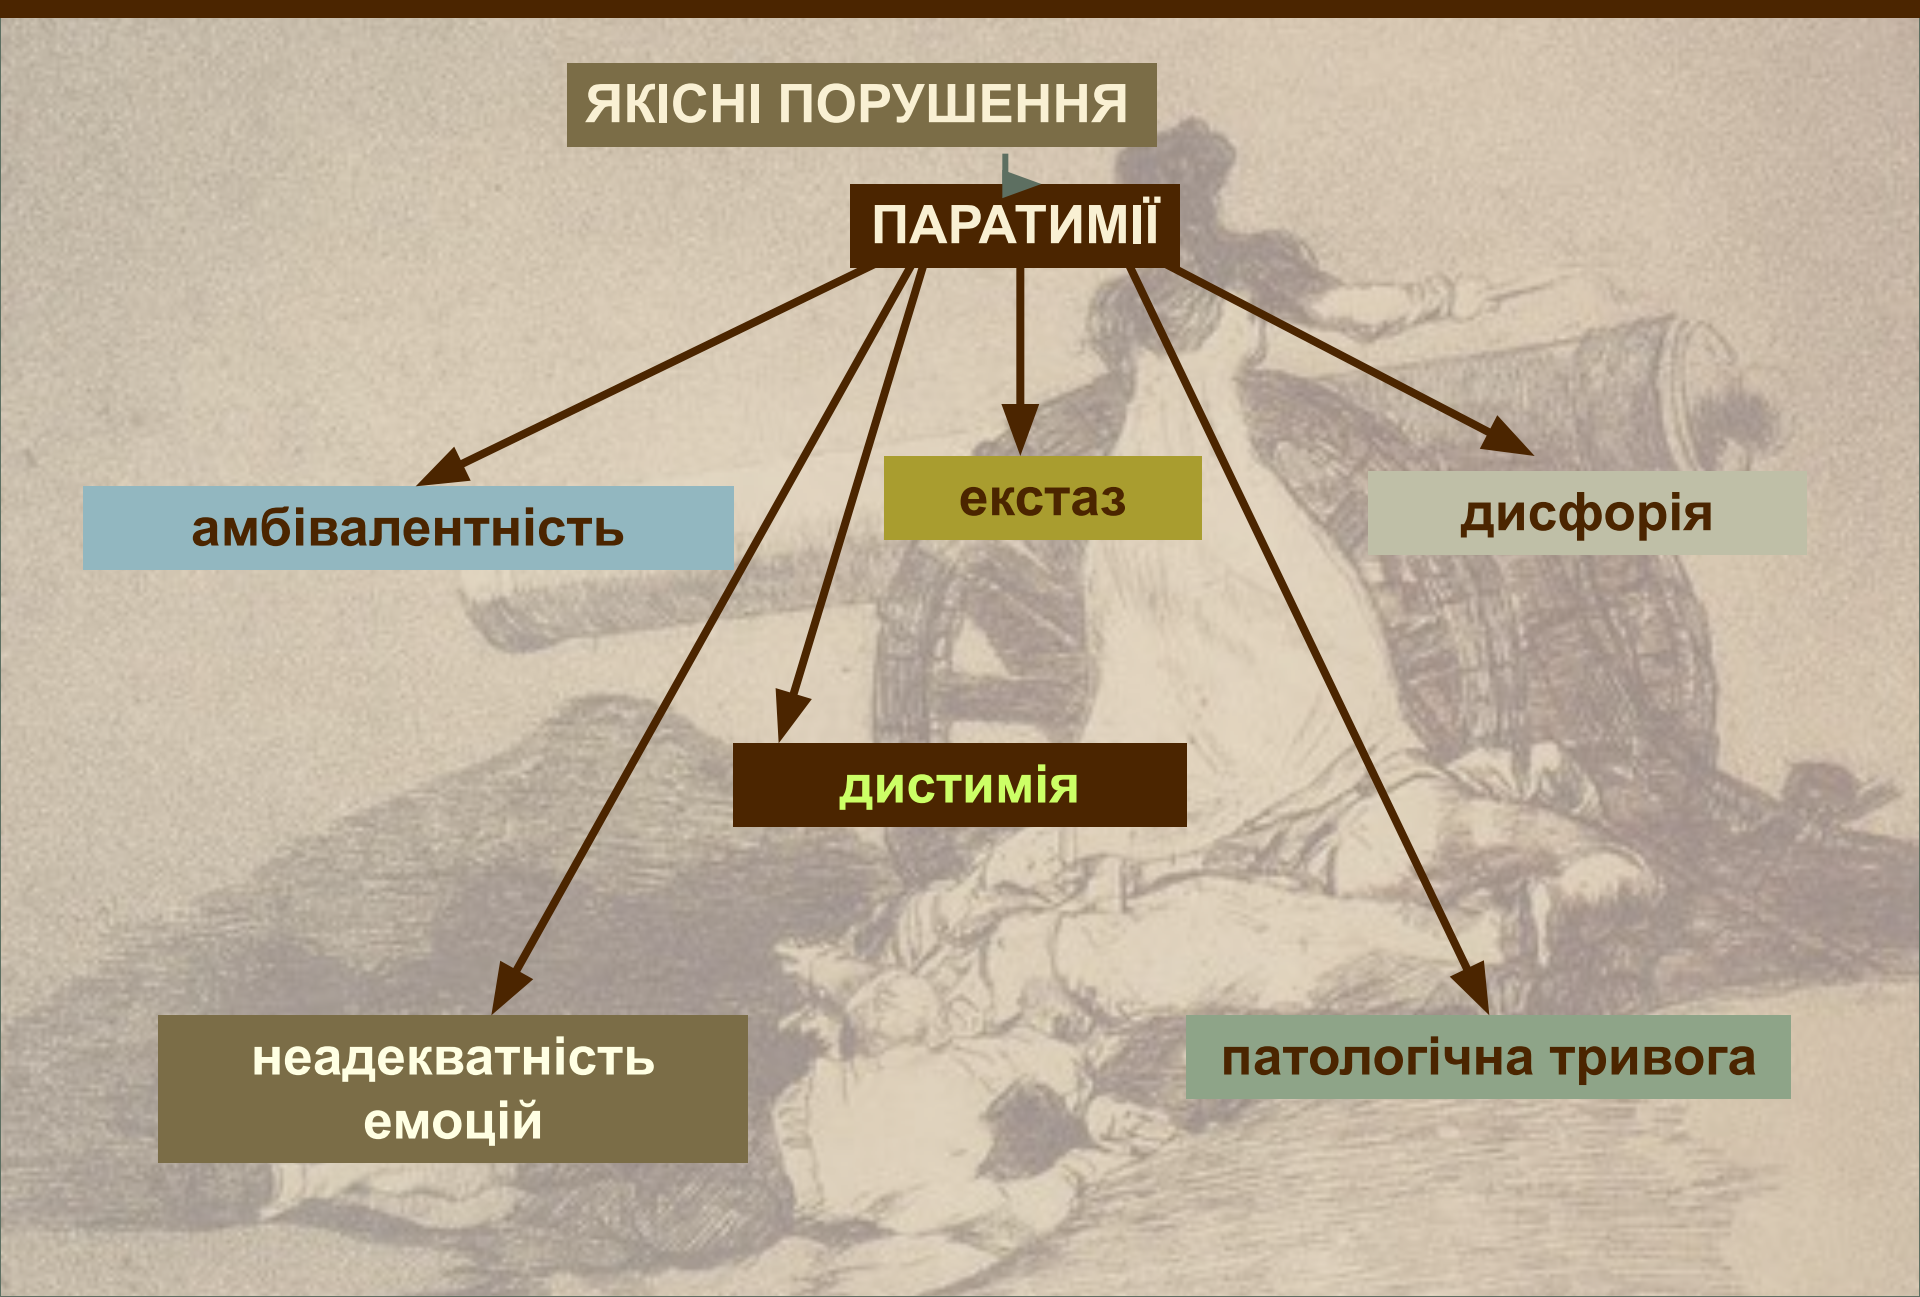 ЯКІСНІ ПОРУШЕННЯ
ПАРАТИМІЇ
екстаз
дисфорія
амбівалентність
дистимія
неадекватність
емоцій
патологічна тривога